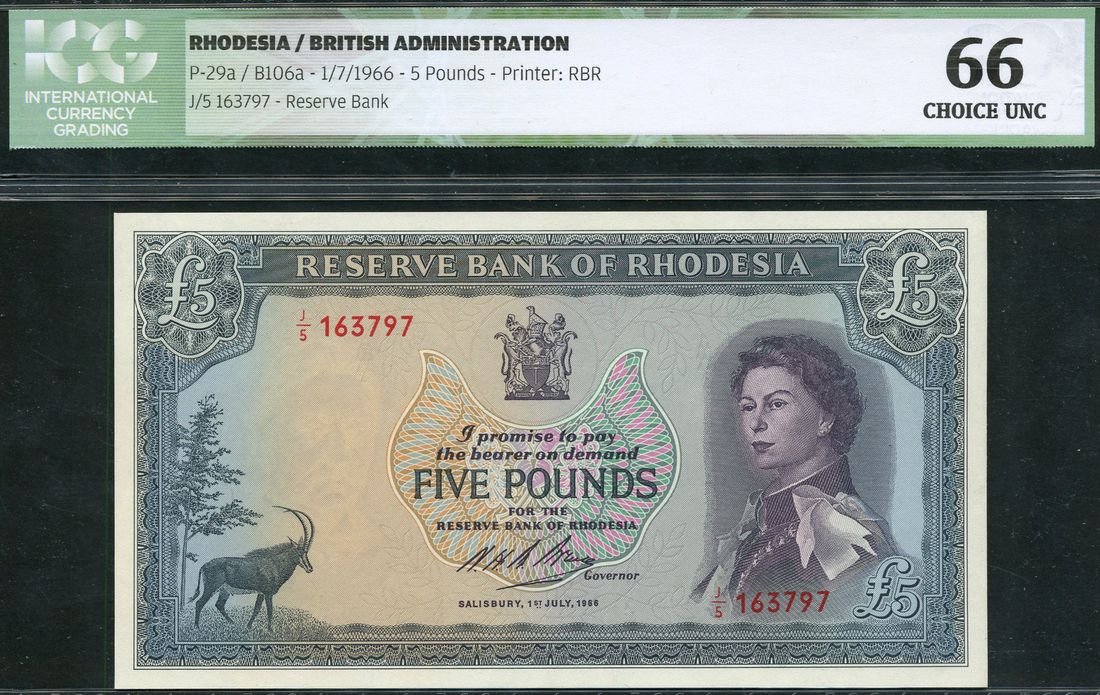 ICG
INTERNATIONAL
CURRENCY
GRADING
RHODESIA / BRITISH ADMINISTRATION
P-29a / B106a - 1/7/1966 - 5 Pounds - Printer: RBR
J/5 163797 - Reserve Bank
66
CHOICE UNC
£5
RESERVE BANK OF RHODESIA
£5
J/5 163797
I promise to pay
the bearer on demand
FIVE POUNDS
FOR THE
RESERVE BANK OF RHODESIA
Governor
SALISBURY, 1ST JULY, 1966
J/5 163797
£5